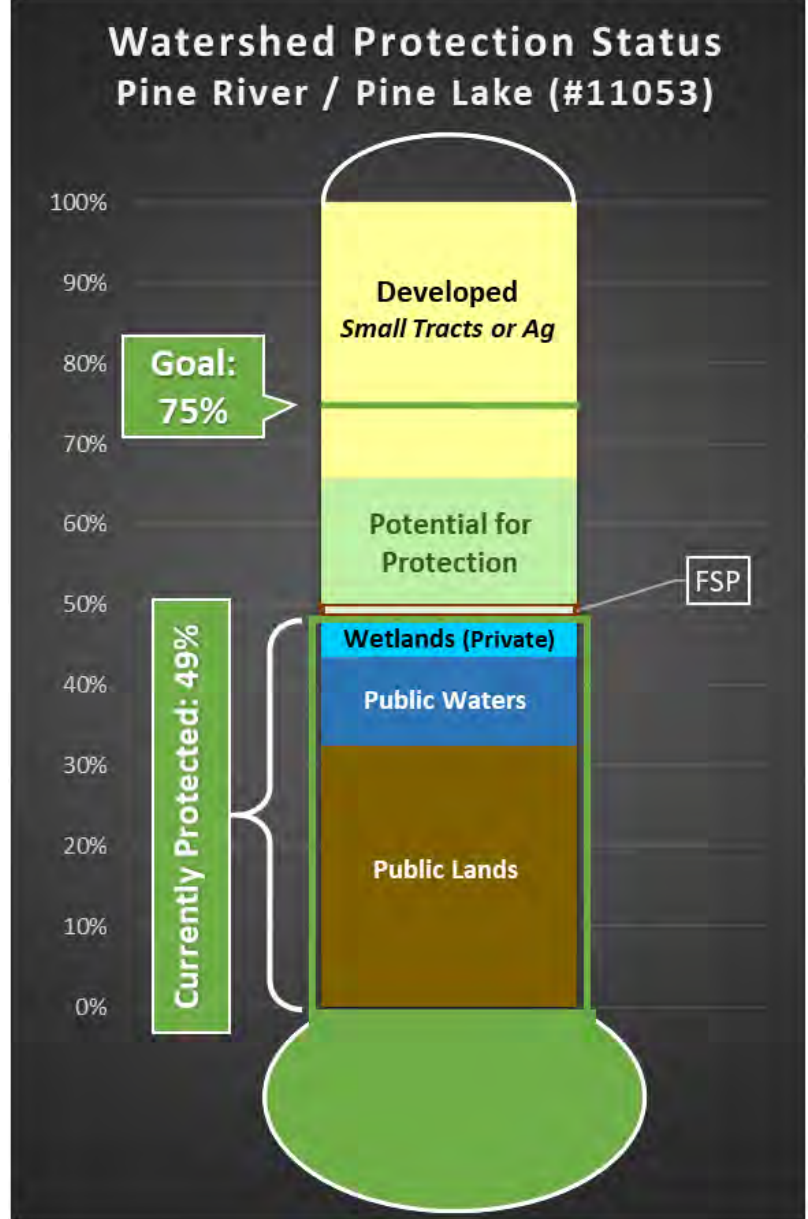 Watershed Protection Status
Pine River / Pine Lake (#11053)
100%
90%
80%
70%
60%
50%
40%
30%
20%
10%
0%
Developed
Small Tracts or Ag
Goal:
75%
Potential for
Protection
FSP
Wetlands (Private)
Public Waters
Public Lands
Currently Protected: 49%